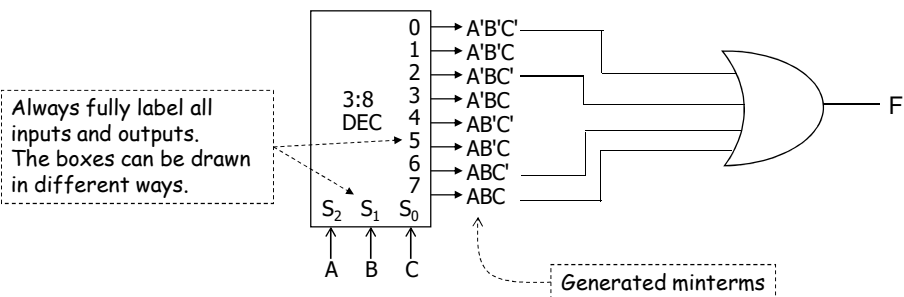 0 A'B'C'
1 A'B'C
2 A'BC'
3 A'BC
4 AB'C'
5 AB'C
6 ABC'
7 ABC
3:8
DEC
S₂ S₁ S₀
A B C
F
Always fully label all
inputs and outputs.
The boxes can be drawn
in different ways.
Generated minterms